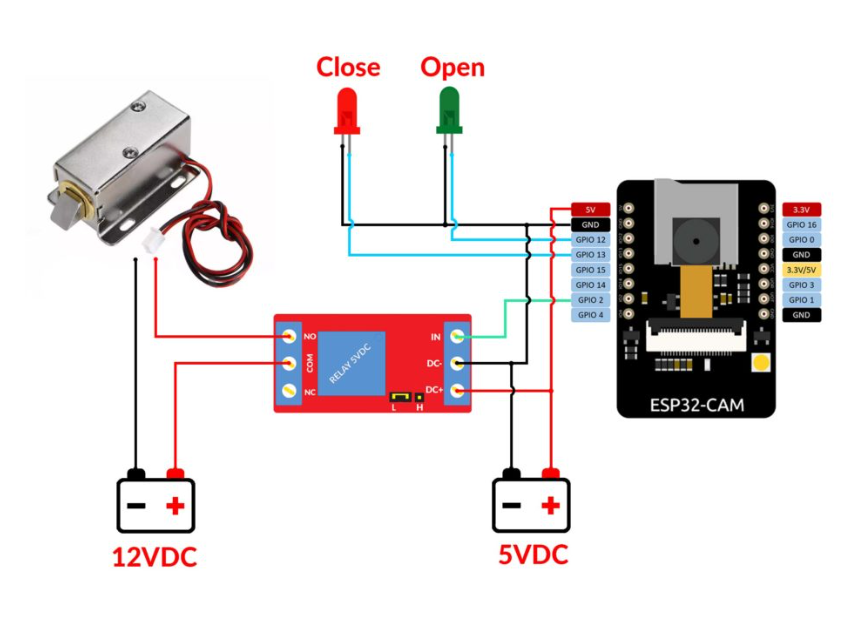 Close
Open
5V
GND
GPIO 12
GPIO 13
GPIO 15
GPIO 14
GPIO 2
GPIO 4
3.3V
GPIO 16
GPIO 0
GND
3.3V/5V
GPIO 3
GPIO 1
GND
ESP32-CAM
NO
COM
NC
RELAY 5VDC
IN
DC-
DC+
L
H
-
+
12VDC
-
+
5VDC